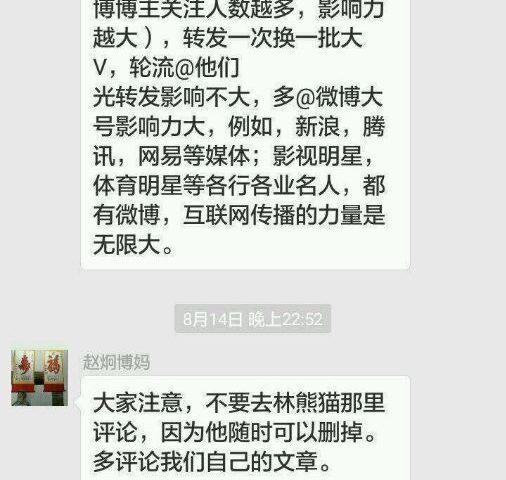 博博主关注人数越多，影响力
越大），转发一次换一批大
V，轮流@他们
光转发影响不大，多@微博大
号影响力大，例如，新浪，腾
讯，网易等媒体；影视明星，
体育明星等各行各业名人，都
有微博，互联网传播的力量是
无限大。
8月14日 晚上22:52
赵炯博妈
大家注意，不要去林熊猫那里
评论，因为他随时可以删掉。
多评论我们自己的文章。